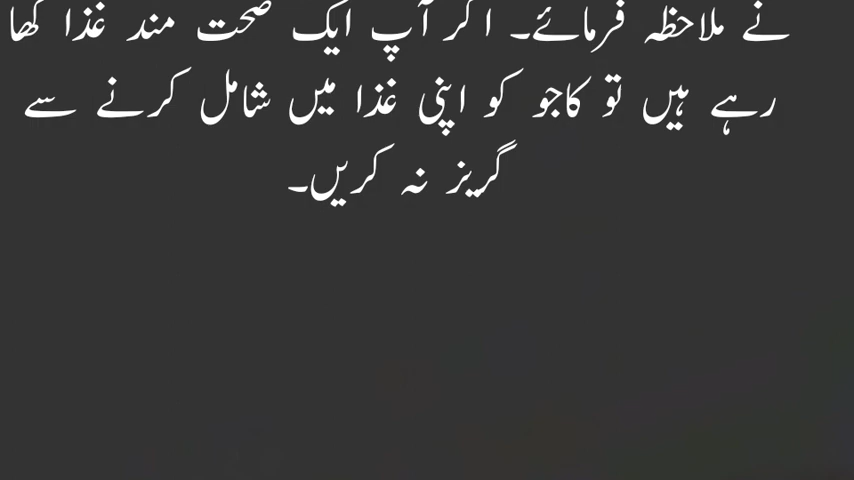 نے ملاحظہ فرمائے۔ اگر آپ ایک صحت مند غذا کھا
رہے ہیں تو کاجو کو اپنی غذا میں شامل کرنے سے
گریز نہ کریں۔